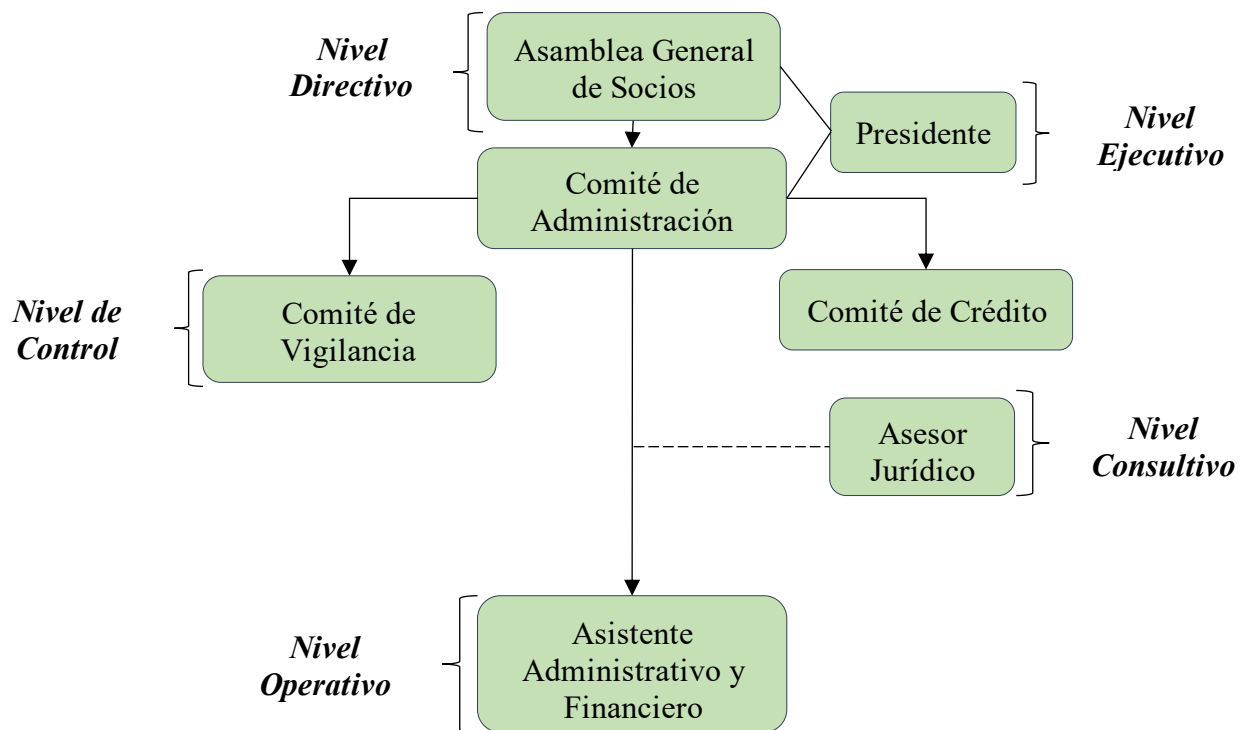 Nivel
Directivo
Asamblea General
de Socios
Presidente
Nivel
Ejecutivo
Comité de
Administración
Nivel de
Control
Comité de
Vigilancia
Comité de Crédito
Asesor
Jurídico
Nivel
Consultivo
Nivel
Operativo
Asistente
Administrativo y
Financiero